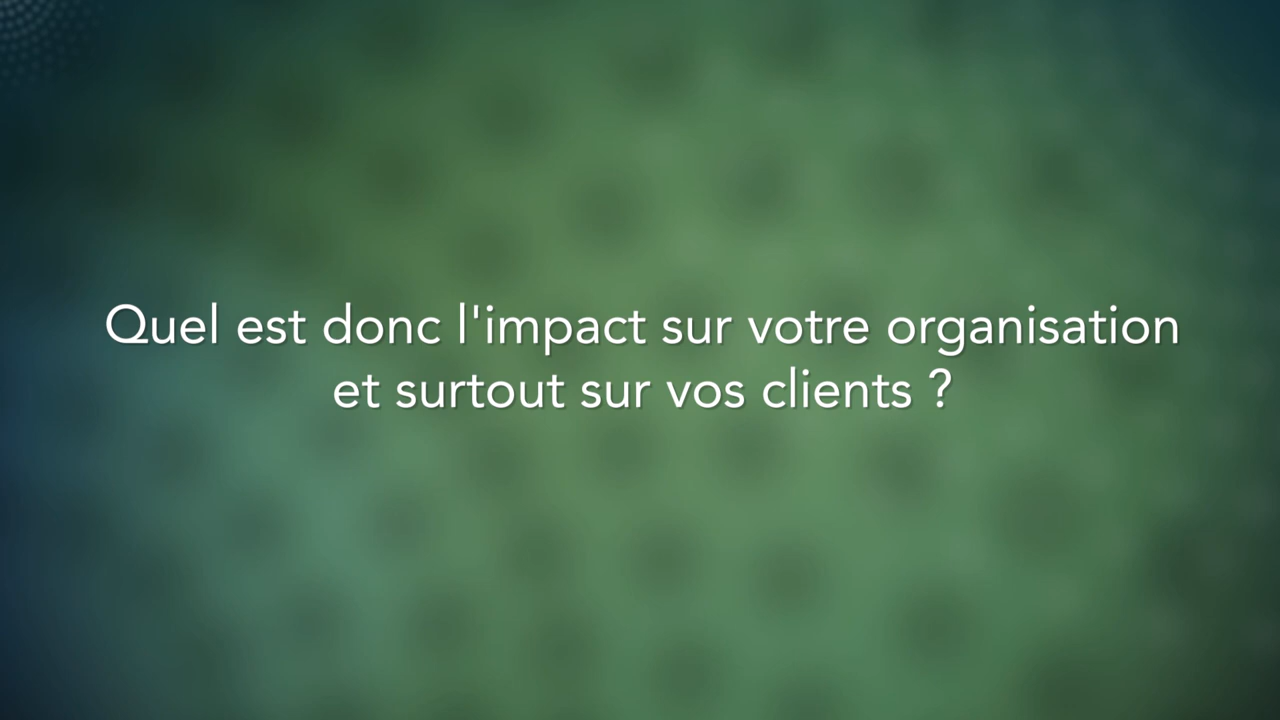 Quel est donc l'impact sur votre organisation
et surtout sur vos clients ?